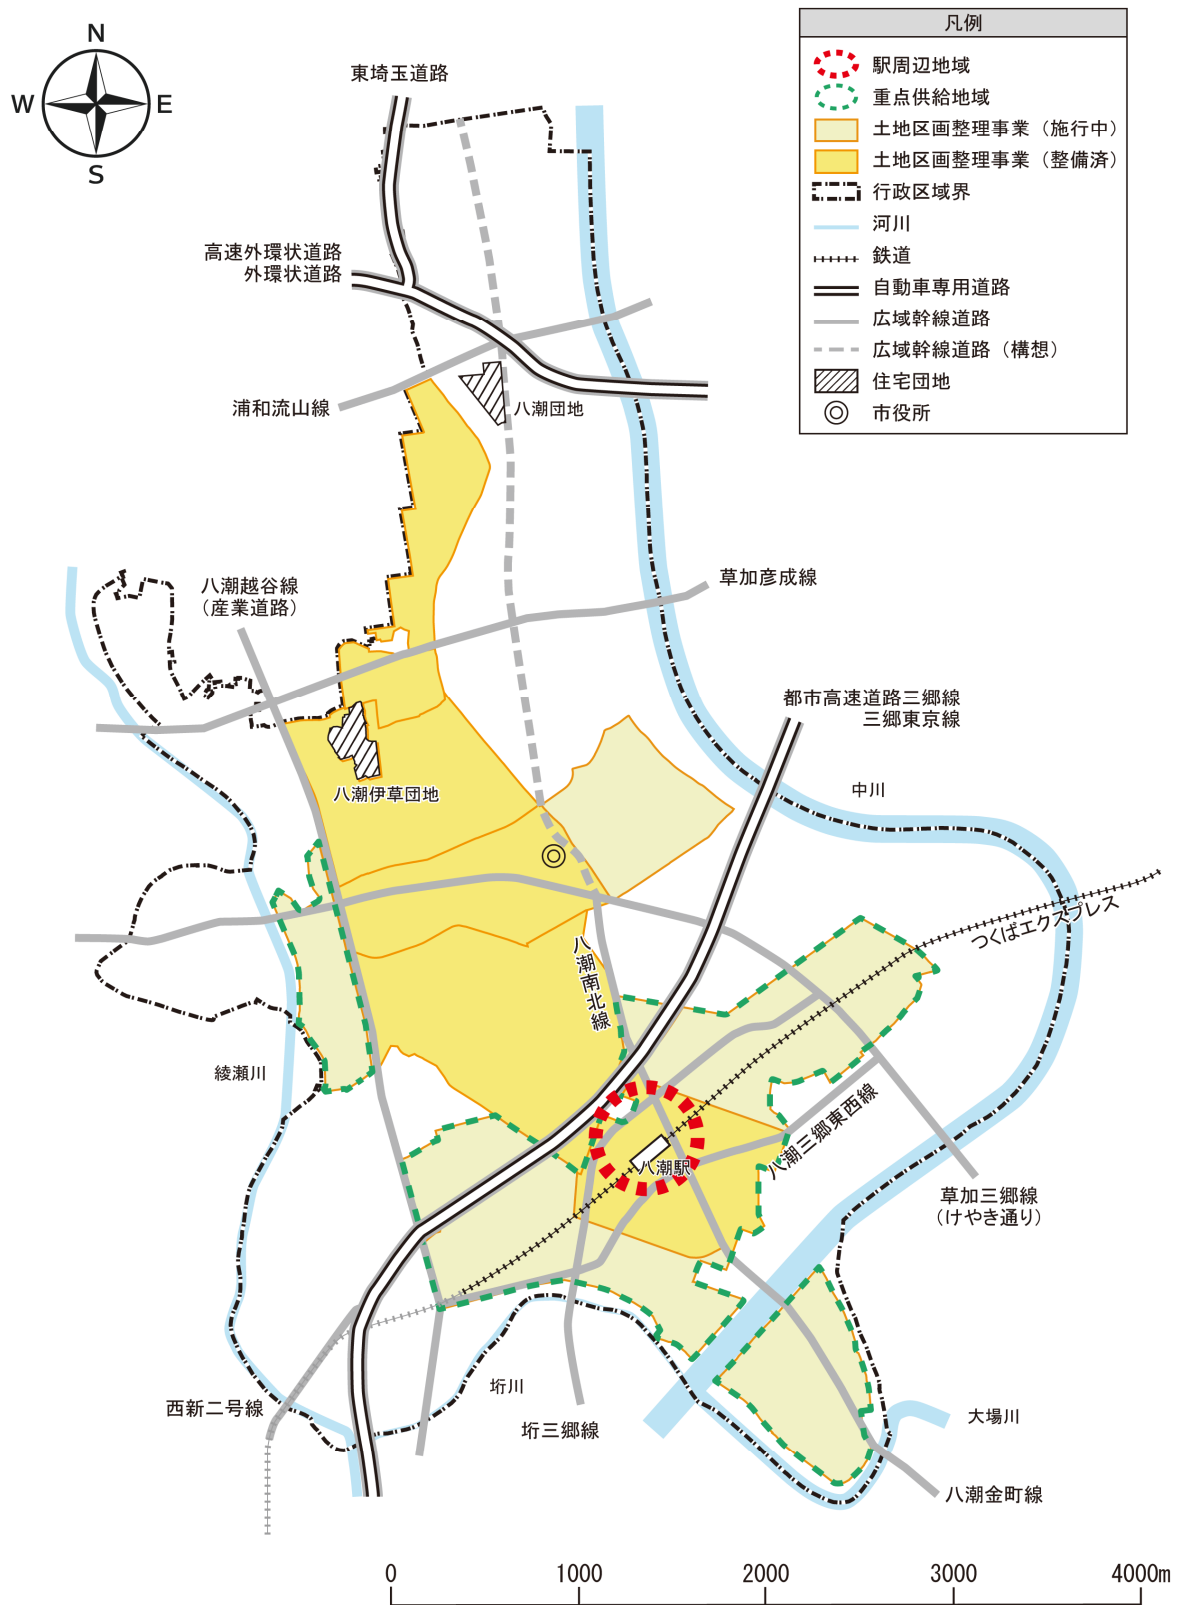 凡例
駅周辺地域
重点供給地域
土地区画整理事業（施行中）
土地区画整理事業（整備済）
行政区域界
河川
鉄道
自動車専用道路
広域幹線道路
広域幹線道路（構想）
住宅団地
市役所
N
W
E
S
東埼玉道路
高速外環状道路
外環状道路
浦和流山線
八潮団地
草加彦成線
八潮越谷線
（産業道路）
都市高速道路三郷線
三郷東京線
八潮伊草団地
中川
つくばエクスプレス
八潮南北線
綾瀬川
八潮三郷東西線
八潮駅
草加三郷線
（けやき通り）
西新二号線
垳川
垳三郷線
大場川
八潮金町線
0
1000
2000
3000
4000m